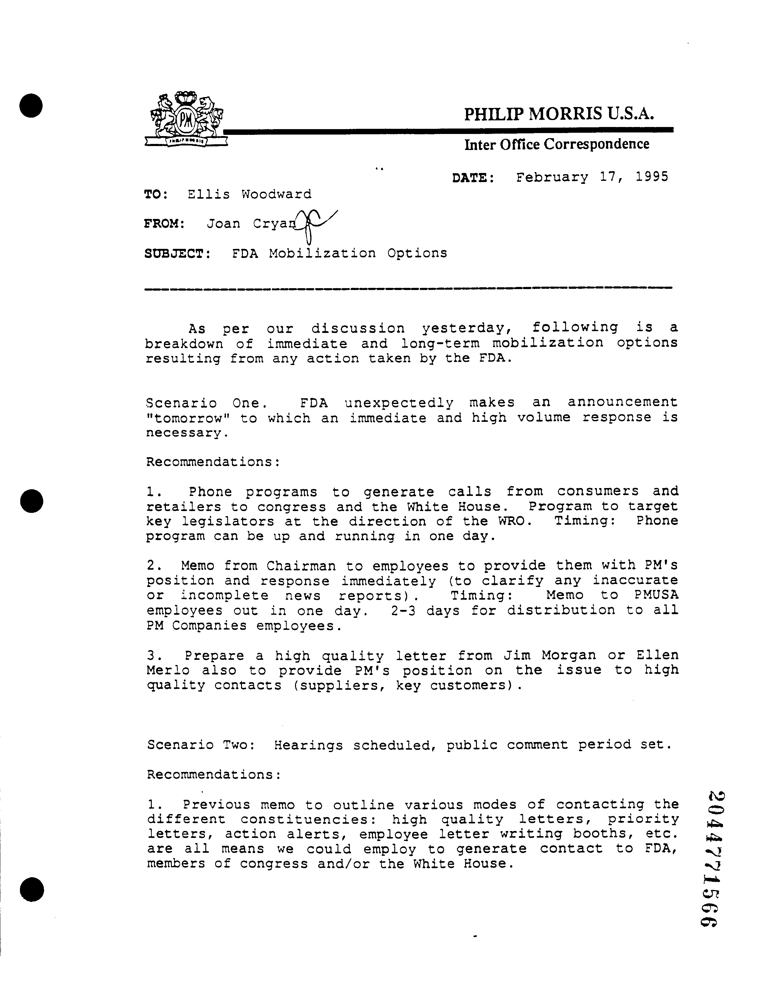 PM
PHILIP MORRIS U.S.A.
Inter Office Correspondence
DATE: February 17, 1995
TO: Ellis Woodward
FROM: Joan Cryan
SUBJECT: FDA Mobilization Options
As per our discussion yesterday, following is a
breakdown of immediate and long-term mobilization options
resulting from any action taken by the FDA.
Scenario One. FDA unexpectedly makes an announcement
"tomorrow" to which an immediate and high volume response is
necessary.
Recommendations:
1. Phone programs to generate calls from consumers and
retailers to congress and the White House. Program to target
key legislators at the direction of the WRO. Timing: Phone
program can be up and running in one day.
2. Memo from Chairman to employees to provide them with PM's
position and response immediately (to clarify any inaccurate
or incomplete news reports). Timing: Memo to PMUSA
employees out in one day. 2-3 days for distribution to all
PM Companies employees.
3. Prepare a high quality letter from Jim Morgan or Ellen
Merlo also to provide PM's position on the issue to high
quality contacts (suppliers, key customers).
Scenario Two: Hearings scheduled, public comment period set.
Recommendations:
1. Previous memo to outline various modes of contacting the
different constituencies: high quality letters, priority
letters, action alerts, employee letter writing booths, etc.
are all means we could employ to generate contact to FDA,
members of congress and/or the White House.
2044771566